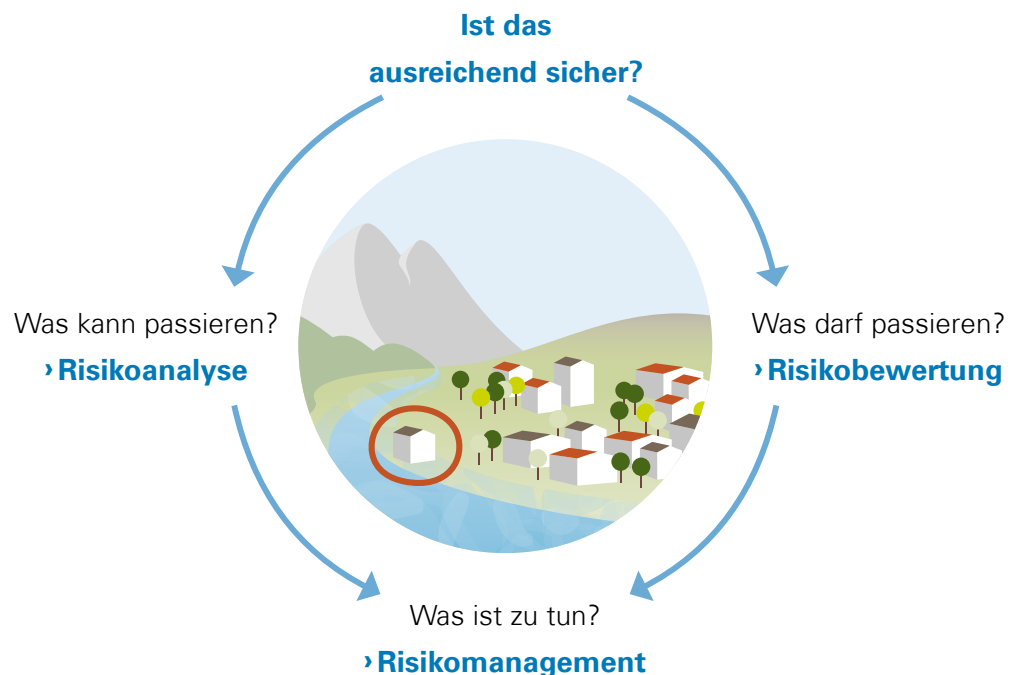 Ist das
ausreichend sicher?
Was kann passieren?
› Risikoanalyse
Was darf passieren?
› Risikobewertung
Was ist zu tun?
› Risikomanagement